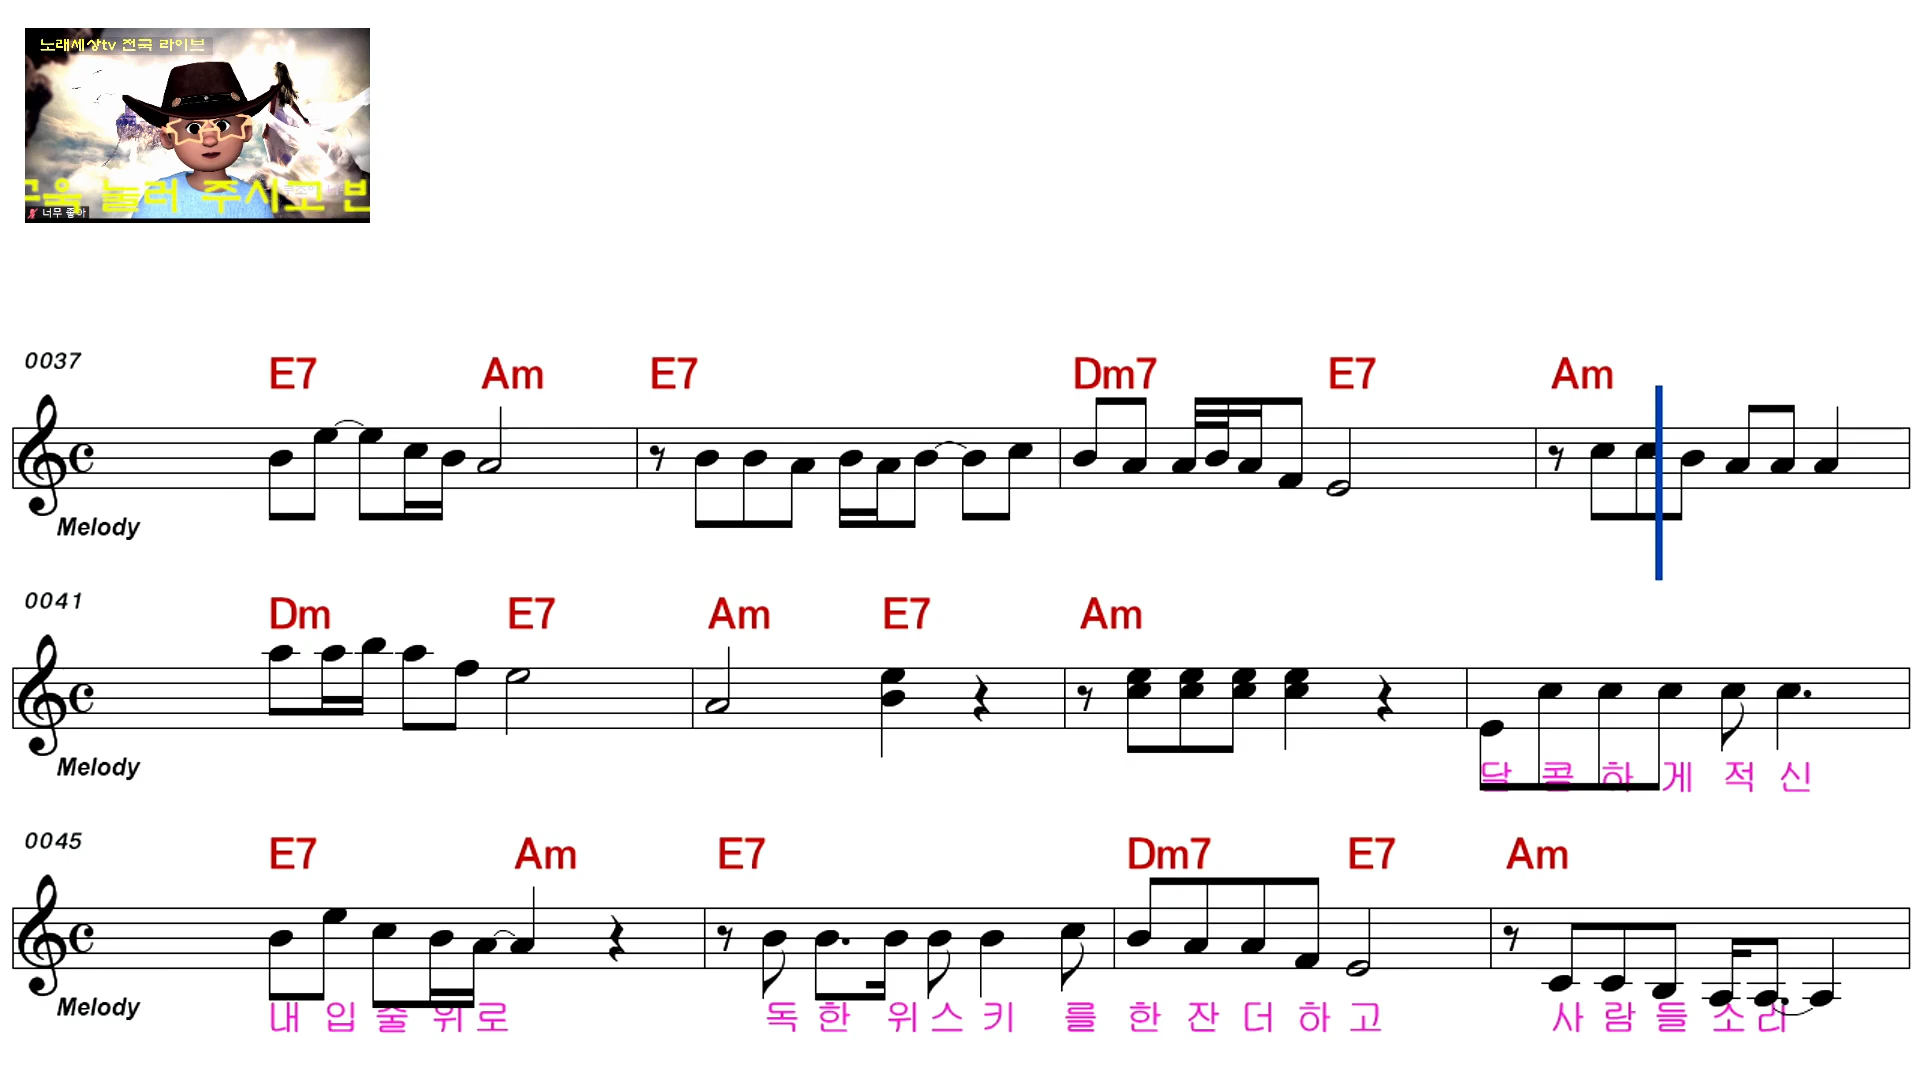 노래세상tv 전국 라이브
눌러 주시고
너무 좋아
0037
E7 Am E7 Dm7 E7 Am
Melody
0041
Dm E7 Am E7 Am
Melody
달 콤 하 게 적 신
0045
E7 Am E7 Dm7 E7 Am
Melody
내 입 술 위 로 독 한 위 스 키 를 한 잔 더 하 고 사 람 들 소 리